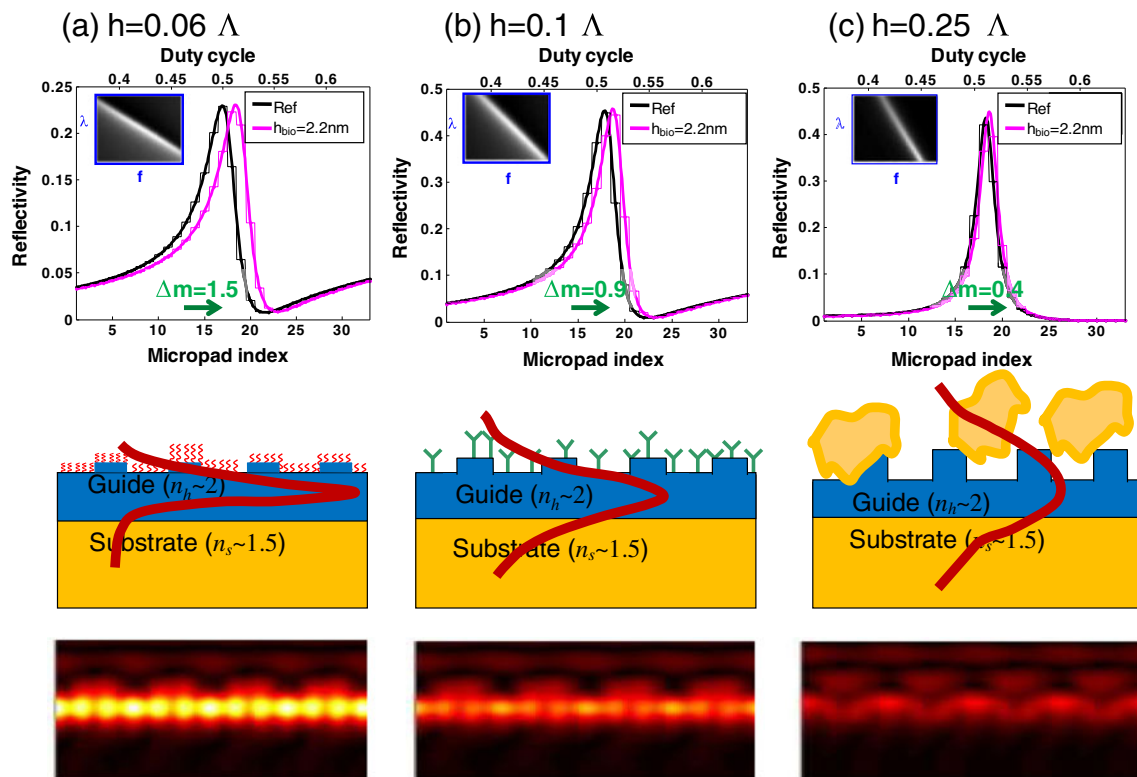 (a) h=0.06 Λ
Duty cycle
0.4 0.45 0.5 0.55 0.6
0.25
0.2
0.15
0.1
0.05
0
Reflectivity
λ
f
Ref
h_bio=2.2nm
Δm=1.5
5 10 15 20 25 30
Micropad index
(b) h=0.1 Λ
Duty cycle
0.4 0.45 0.5 0.55 0.6
0.5
0.4
0.3
0.2
0.1
0
Reflectivity
λ
f
Ref
h_bio=2.2nm
Δm=0.9
5 10 15 20 25 30
Micropad index
(c) h=0.25 Λ
Duty cycle
0.4 0.45 0.5 0.55 0.6
0.5
0.4
0.3
0.2
0.1
0
Reflectivity
λ
f
Ref
h_bio=2.2nm
Δm=0.4
5 10 15 20 25 30
Micropad index
Guide (n_h~2)
Substrate (n_s~1.5)
Guide (n_h~2)
Substrate (n_s~1.5)
Guide (n_h~2)
Substrate (n_s~1.5)